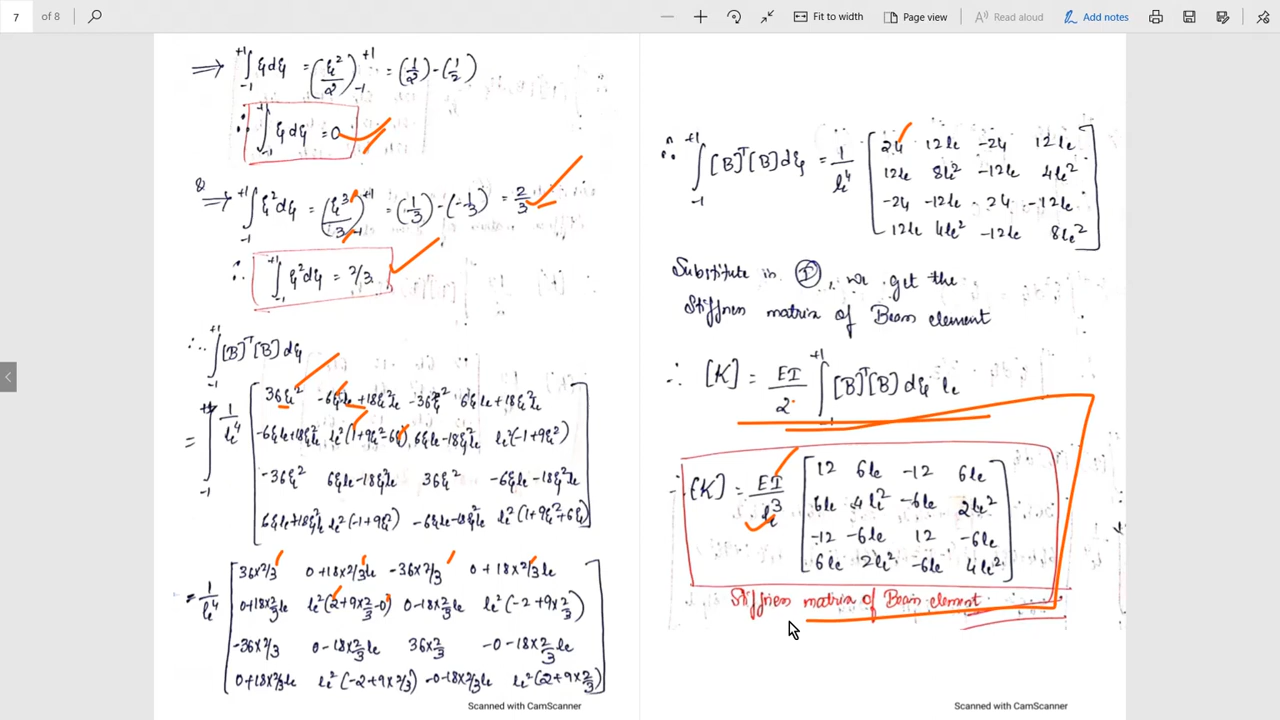 7 of 8
Fit to width
Page view
Read aloud
Add notes
⇒ ∫₋₁⁺¹ ξ dξ = (ξ²/2)₋₁⁺¹ = (1/2) - (1/2)
∴ ∫₋₁⁺¹ ξ dξ = 0
& ⇒ ∫₋₁⁺¹ ξ² dξ = (ξ³/3)₋₁⁺¹ = (1/3) - (-1/3) = 2/3
∴ ∫₋₁⁺¹ ξ² dξ = 2/3
∴ ∫₋₁⁺¹ [B]ᵀ[B] dξ
= ∫₋₁⁺¹ 1/le⁴
36ξ² -6ξle+18ξ²le -36ξ² 6ξle+18ξ²le
-6ξle+18ξ²le le²(1+9ξ²-6ξ) 6ξle-18ξ²le le²(-1+9ξ²)
-36ξ² 6ξle-18ξ²le 36ξ² -6ξle-18ξ²le
6ξle+18ξ²le le²(-1+9ξ²) -6ξle-18ξ²le le²(1+9ξ²+6ξ)
= 1/le⁴
36×2/3 0+18×2/3le -36×2/3 0+18×2/3le
0+18×2/3le le²(2+9×2/3-0) 0-18×2/3le le²(-2+9×2/3)
-36×2/3 0-18×2/3le 36×2/3 -0-18×2/3le
0+18×2/3le le²(-2+9×2/3) -0-18×2/3le le²(2+9×2/3)
Scanned with CamScanner
∴ ∫₋₁⁺¹ [B]ᵀ[B] dξ = 1/le⁴
24 12le -24 12le
12le 8le² -12le 4le²
-24 -12le 24 -12le
12le 4le² -12le 8le²
Substitute in Ⓘ, we get the
Stiffness matrix of Beam element
∴ [K] = EI/2 ∫₋₁⁺¹ [B]ᵀ[B] dξ le
∴ [K] = EI/le³
12 6le -12 6le
6le 4le² -6le 2le²
-12 -6le 12 -6le
6le 2le² -6le 4le²
Stiffness matrix of Beam element
Scanned with CamScanner